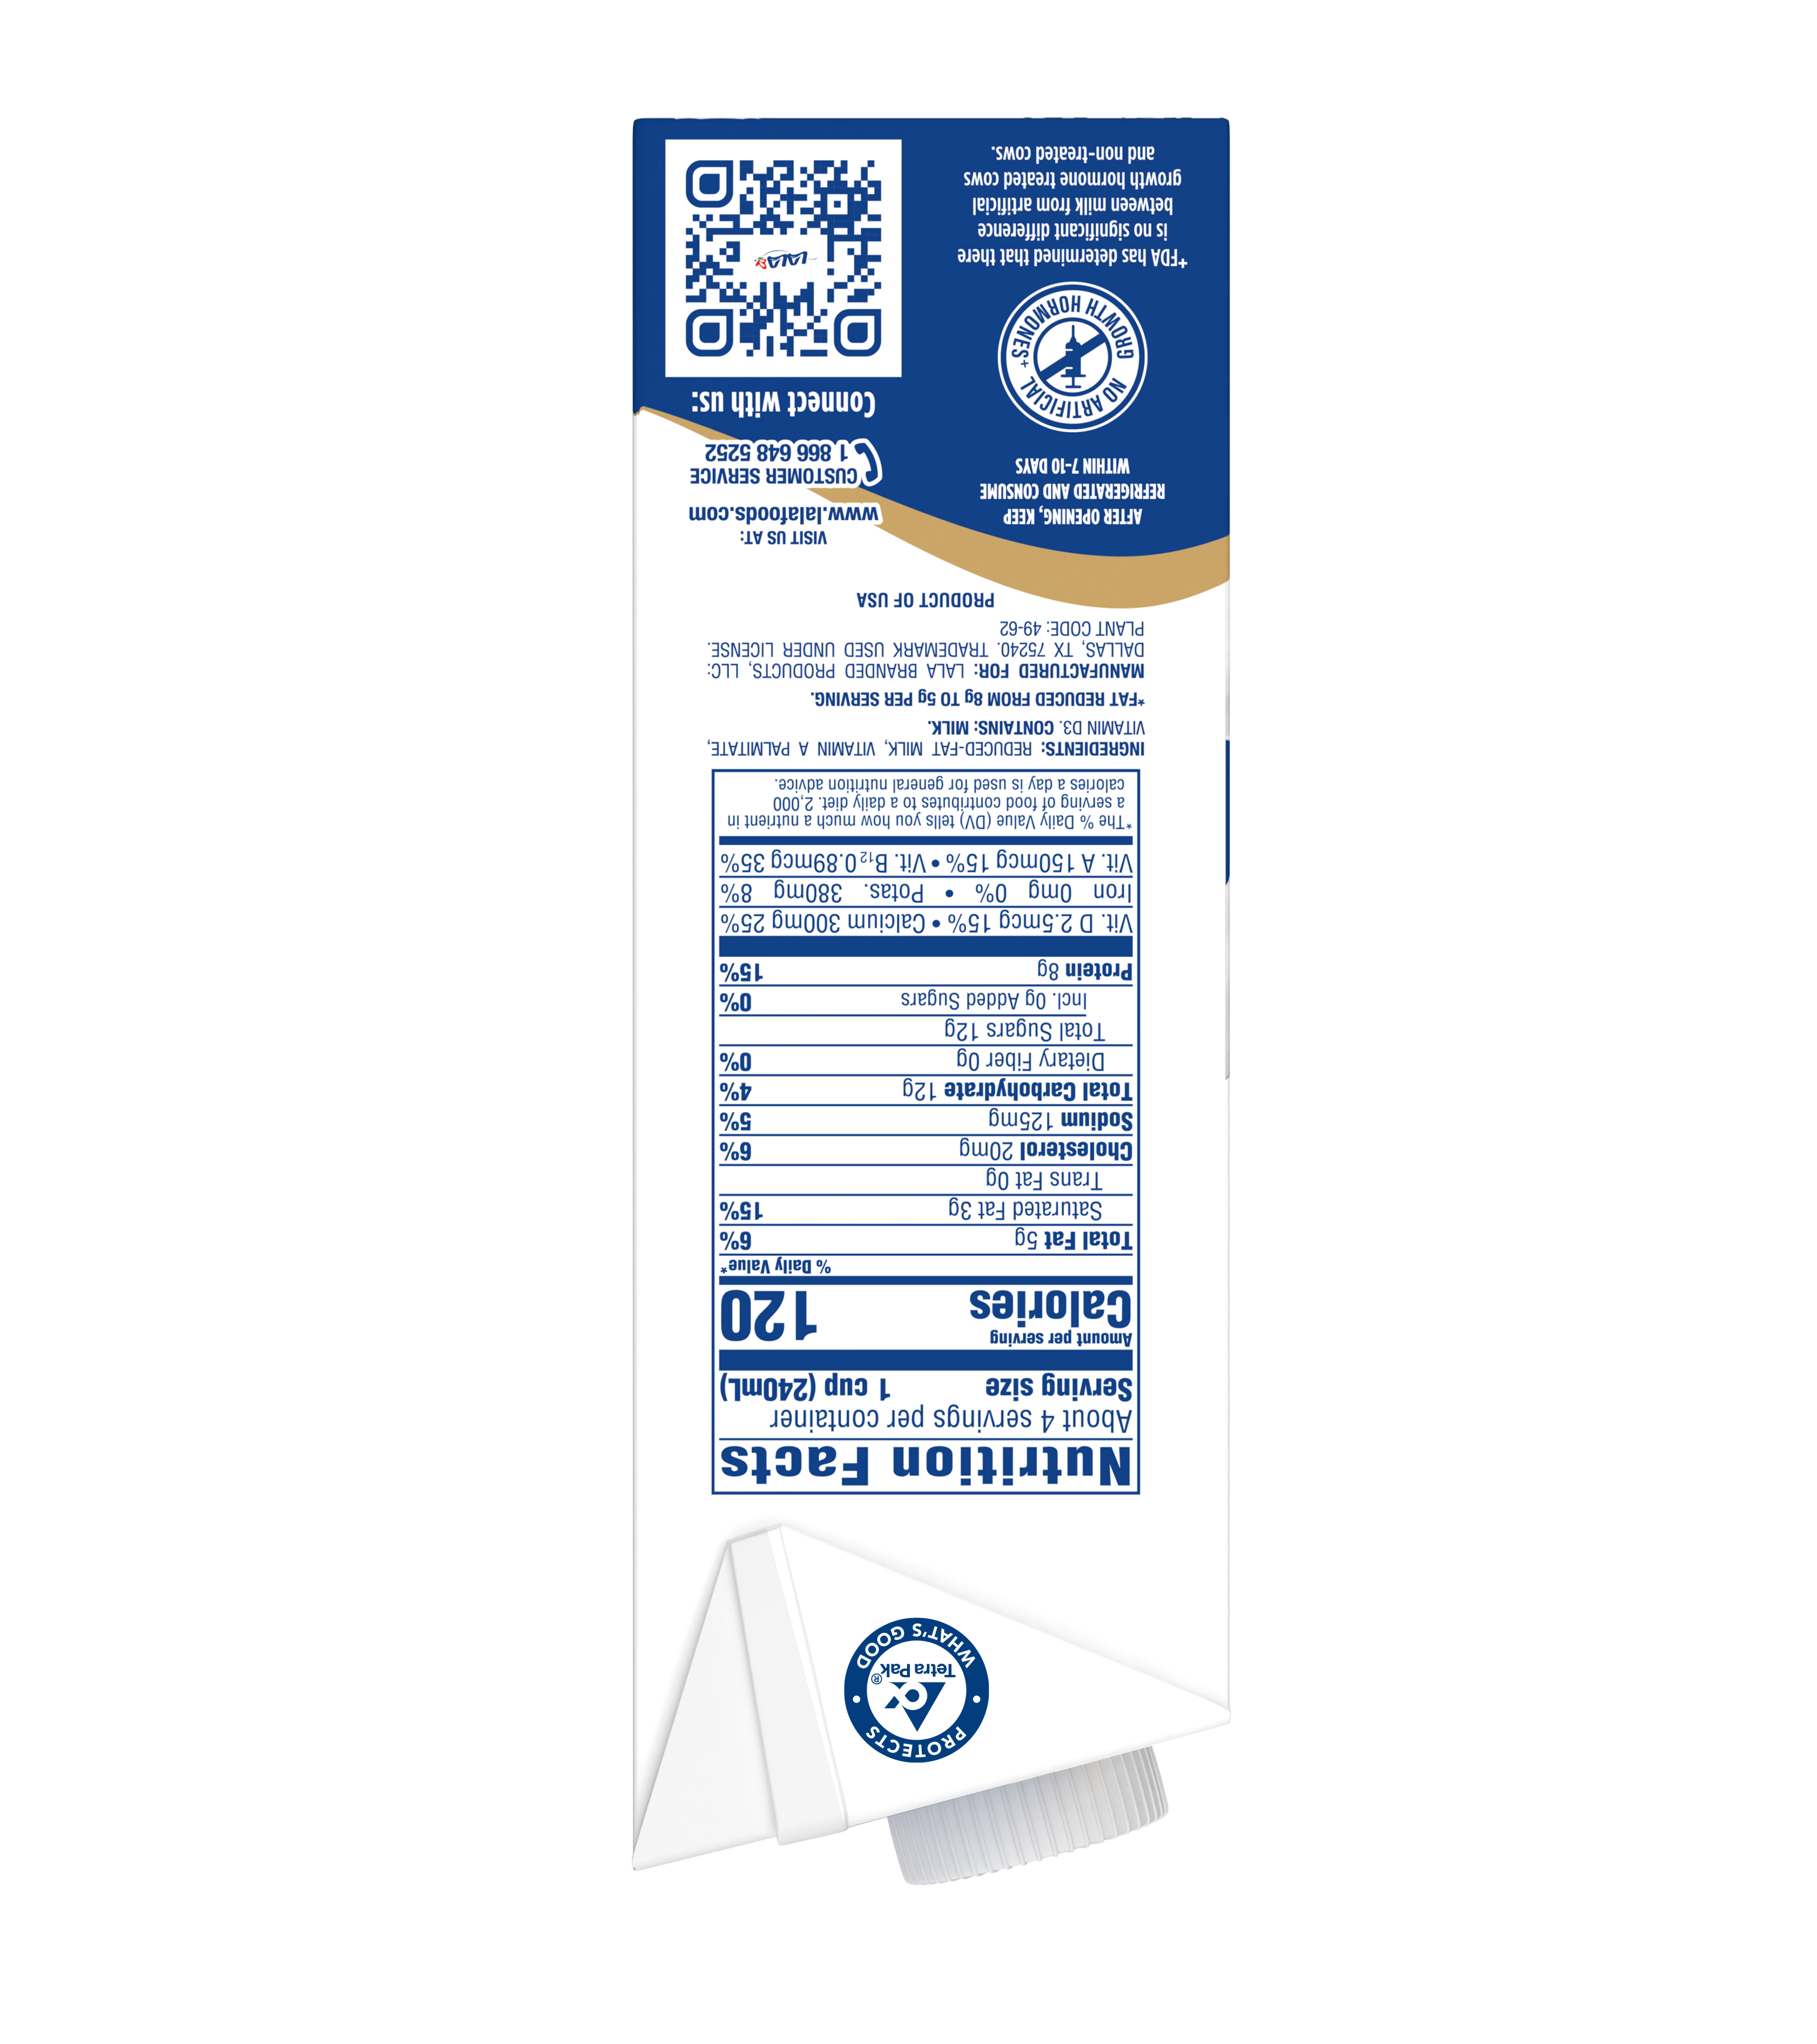 PROTECTS
Tetra Pak®
WHAT'S GOOD
Nutrition Facts
About 4 servings per container
Serving size 1 cup (240mL)
Amount per serving
Calories 120
% Daily Value*
Total Fat 5g 6%
Saturated Fat 3g 15%
Trans Fat 0g
Cholesterol 20mg 6%
Sodium 125mg 5%
Total Carbohydrate 12g 4%
Dietary Fiber 0g 0%
Total Sugars 12g
Incl. 0g Added Sugars 0%
Protein 8g 15%
Vit. D 2.5mcg 15% • Calcium 300mg 25%
Iron 0mg 0% • Potas. 380mg 8%
Vit. A 150mcg 15% • Vit. B12 0.89mcg 35%
*The % Daily Value (DV) tells you how much a nutrient in
a serving of food contributes to a daily diet. 2,000
calories a day is used for general nutrition advice.
INGREDIENTS: REDUCED-FAT MILK, VITAMIN A PALMITATE,
VITAMIN D3. CONTAINS: MILK.
*FAT REDUCED FROM 8g TO 5g PER SERVING.
MANUFACTURED FOR: LALA BRANDED PRODUCTS, LLC:
DALLAS, TX 75240. TRADEMARK USED UNDER LICENSE.
PLANT CODE: 49-62
PRODUCT OF USA
AFTER OPENING, KEEP
REFRIGERATED AND CONSUME
WITHIN 7-10 DAYS
NO ARTIFICIAL
GROWTH HORMONES+
+FDA has determined that there
is no significant difference
between milk from artificial
growth hormone treated cows
and non-treated cows.
VISIT US AT:
www.lalafoods.com
CUSTOMER SERVICE
1 866 648 5252
Connect with us:
LALA